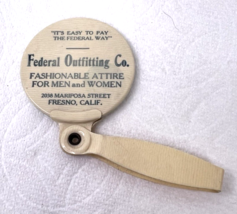 "IT'S EASY TO PAY
THE FEDERAL WAY"
Federal Outfitting Co.
FASHIONABLE ATTIRE
FOR MEN and WOMEN
2036 MARIPOSA STREET
FRESNO, CALIF.